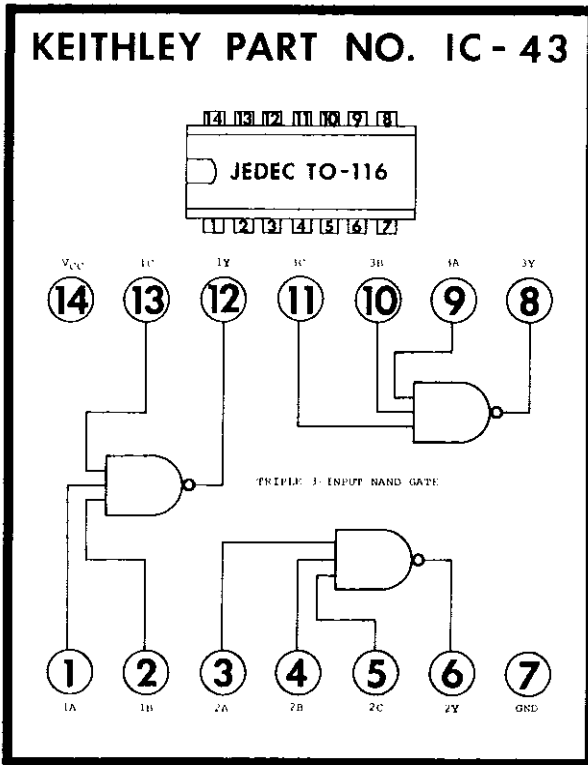 KEITHLEY PART NO. IC-43
14 13 12 11 10 9 8
JEDEC TO-116
1 2 3 4 5 6 7
VCC 1C 1Y 3C 3B 3A 3Y
14 13 12 11 10 9 8
TRIPLE 3-INPUT NAND GATE
1 2 3 4 5 6 7
1A 1B 2A 2B 2C 2Y GND